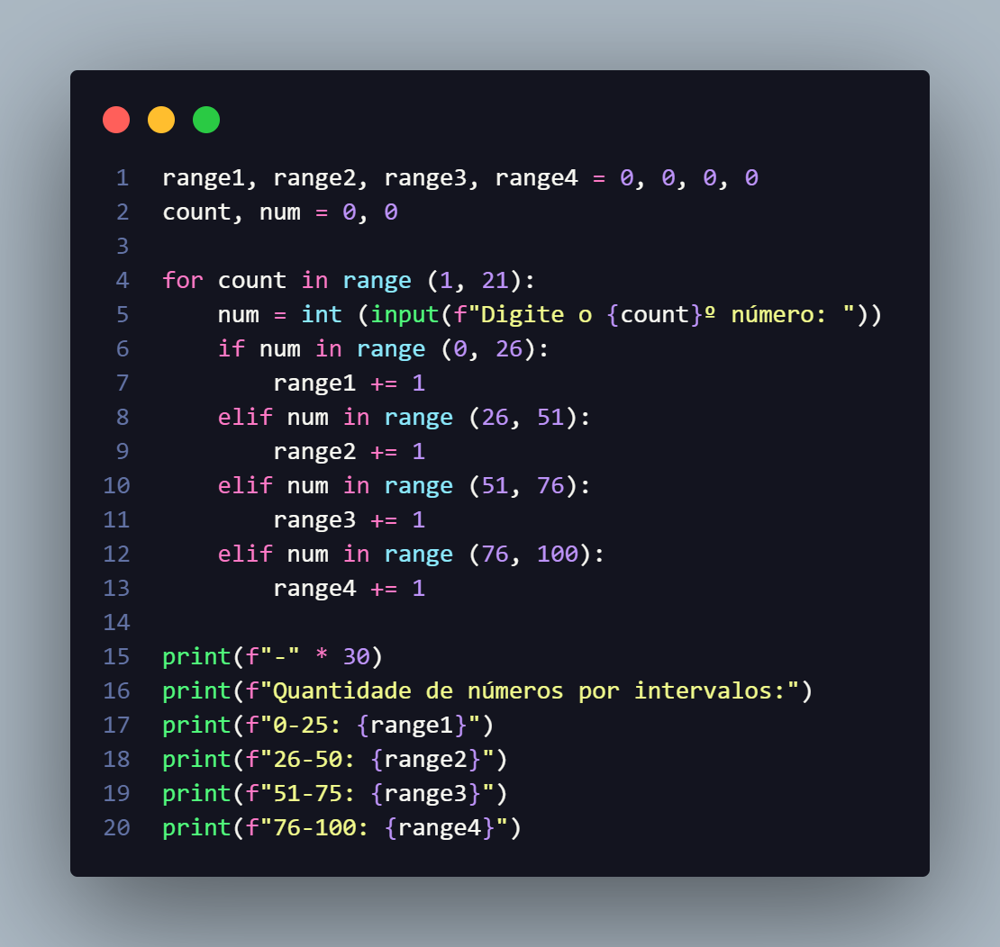 1 range1, range2, range3, range4 = 0, 0, 0, 0
2 count, num = 0, 0
3
4 for count in range (1, 21):
5     num = int (input(f"Digite o {count}º número: "))
6     if num in range (0, 26):
7         range1 += 1
8     elif num in range (26, 51):
9         range2 += 1
10     elif num in range (51, 76):
11         range3 += 1
12     elif num in range (76, 100):
13         range4 += 1
14
15 print(f"-" * 30)
16 print(f"Quantidade de números por intervalos:")
17 print(f"0-25: {range1}")
18 print(f"26-50: {range2}")
19 print(f"51-75: {range3}")
20 print(f"76-100: {range4}")